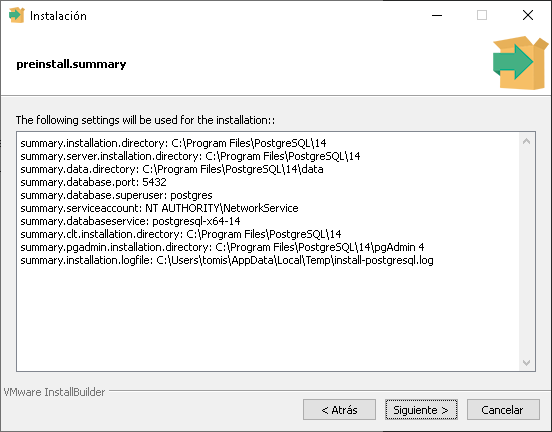 Instalación
preinstall.summary
The following settings will be used for the installation::
summary.installation.directory: C:\Program Files\PostgreSQL\14
summary.server.installation.directory: C:\Program Files\PostgreSQL\14
summary.data.directory: C:\Program Files\PostgreSQL\14\data
summary.database.port: 5432
summary.database.superuser: postgres
summary.serviceaccount: NT AUTHORITY\NetworkService
summary.databaseservice: postgresql-x64-14
summary.clt.installation.directory: C:\Program Files\PostgreSQL\14
summary.pgadmin.installation.directory: C:\Program Files\PostgreSQL\14\pgAdmin 4
summary.installation.logfile: C:\Users\tomis\AppData\Local\Temp\install-postgresql.log
VMware InstallBuilder
< Atrás
Siguiente >
Cancelar